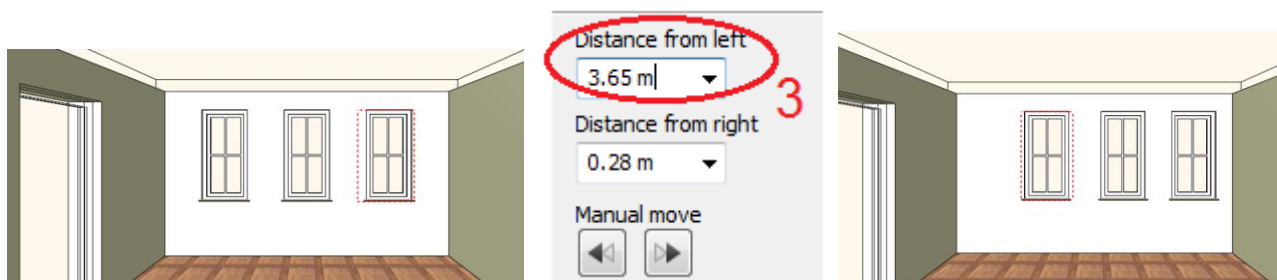 Distance from left
3.65 m
3
Distance from right
0.28 m
Manual move